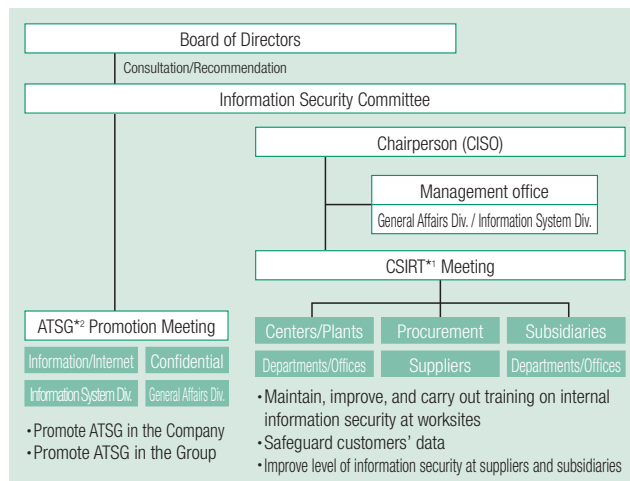 Board of Directors
Consultation/Recommendation
Information Security Committee
Chairperson (CISO)
Management office
General Affairs Div. / Information System Div.
CSIRT*1 Meeting
ATSG*2 Promotion Meeting
Information/Internet
Confidential
Information System Div.
General Affairs Div.
・Promote ATSG in the Company
・Promote ATSG in the Group
Centers/Plants
Procurement
Subsidiaries
Departments/Offices
Suppliers
Departments/Offices
・Maintain, improve, and carry out training on internal
information security at worksites
・Safeguard customers' data
・Improve level of information security at suppliers and subsidiaries